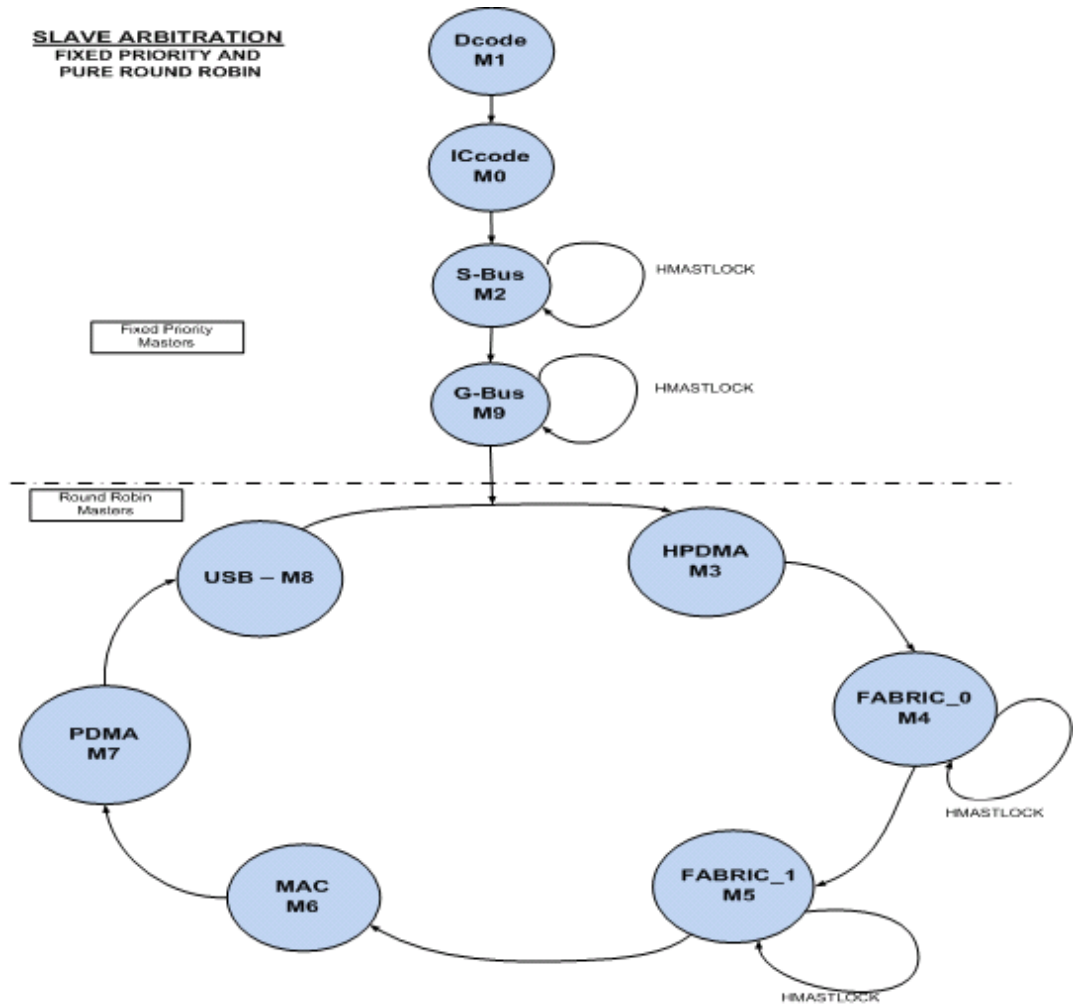 SLAVE ARBITRATION
FIXED PRIORITY AND
PURE ROUND ROBIN
Dcode
M1
ICcode
M0
S-Bus
M2
HMASTLOCK
Fixed Priority
Masters
G-Bus
M9
HMASTLOCK
Round Robin
Masters
USB – M8
HPDMA
M3
FABRIC_0
M4
HMASTLOCK
PDMA
M7
FABRIC_1
M5
HMASTLOCK
MAC
M6